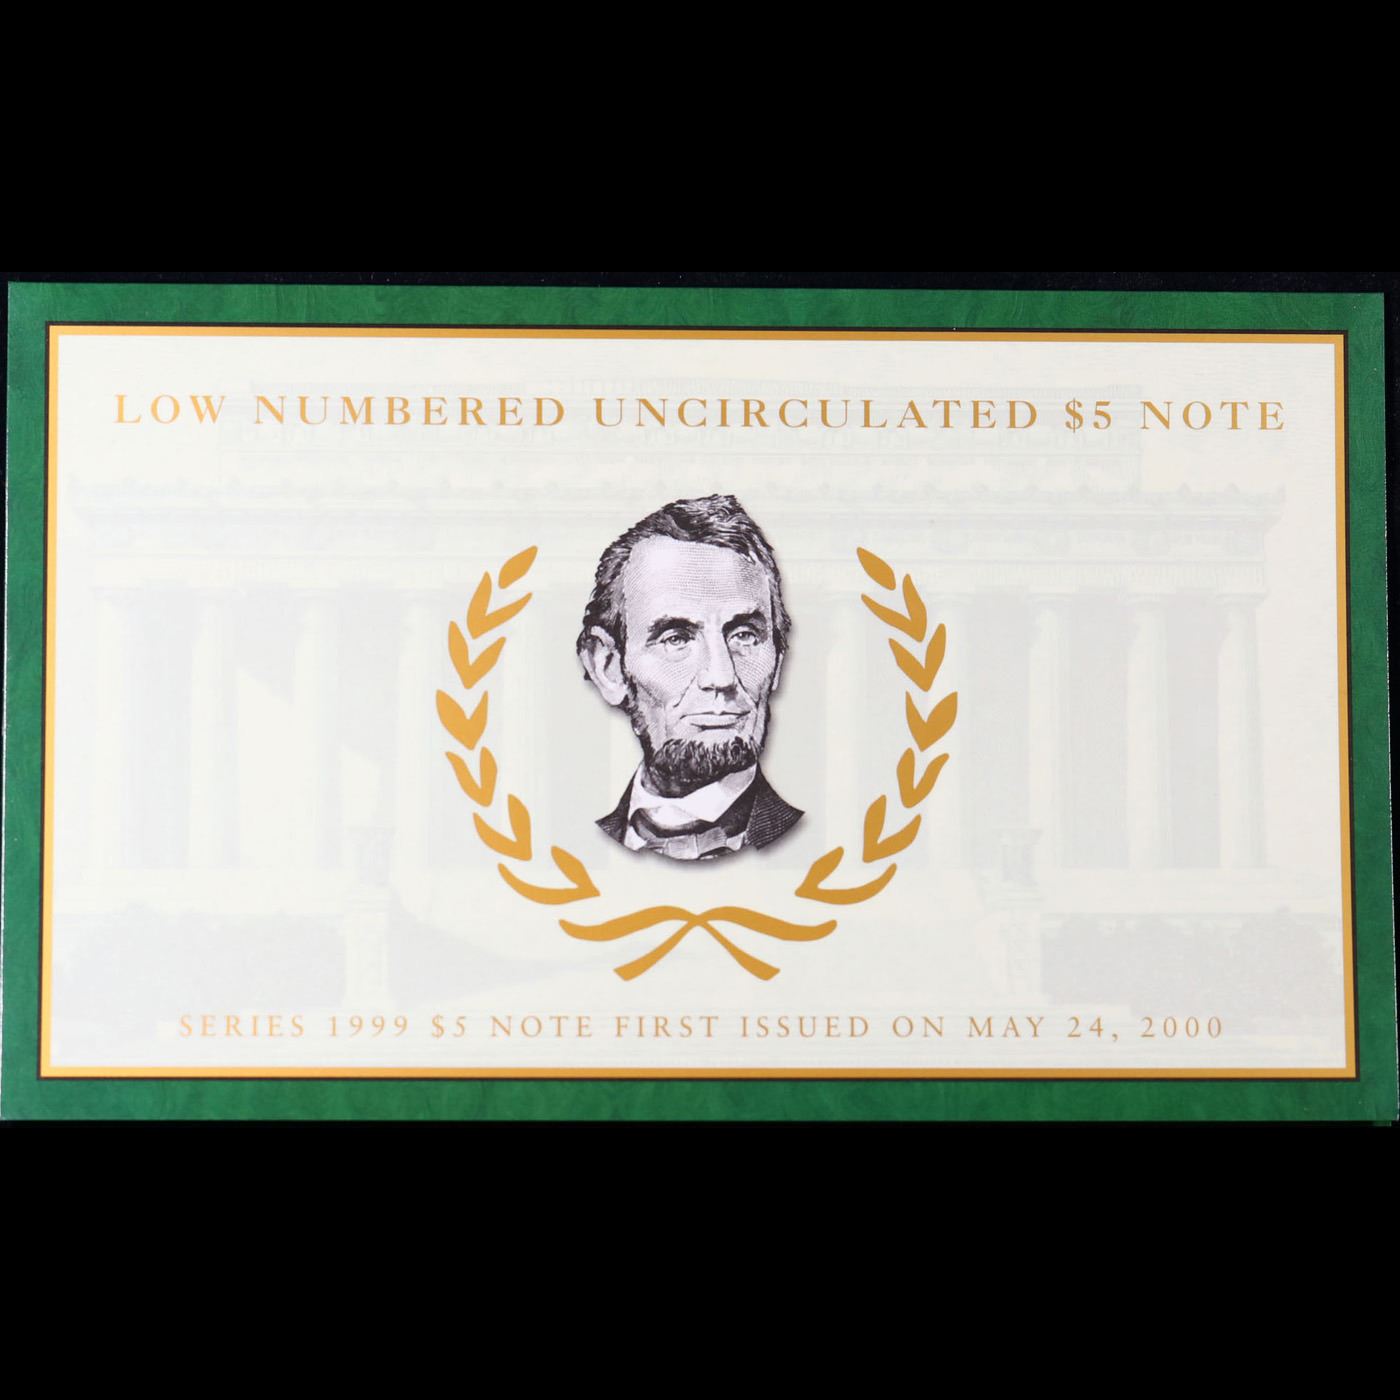 LOW NUMBERED UNCIRCULATED $5 NOTE
SERIES 1999 $5 NOTE FIRST ISSUED ON MAY 24, 2000